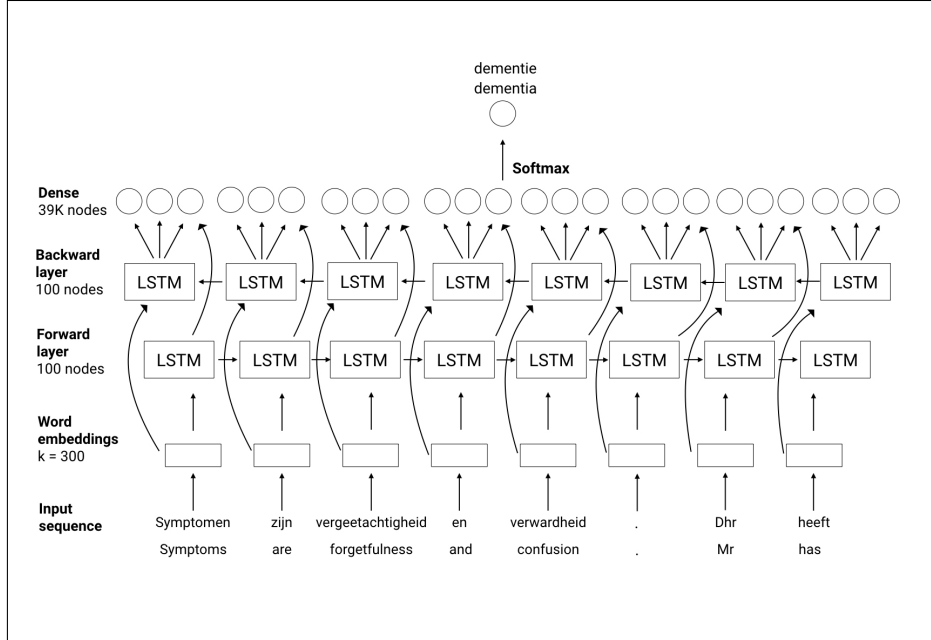 dementie
dementia
Softmax
Dense
39K nodes
Backward
layer
100 nodes
LSTM LSTM LSTM LSTM LSTM LSTM LSTM LSTM
Forward
layer
100 nodes
LSTM LSTM LSTM LSTM LSTM LSTM LSTM LSTM
Word
embeddings
k = 300
Input
sequence
Symptomen zijn vergeetachtigheid en verwardheid . Dhr heeft
Symptoms are forgetfulness and confusion . Mr has